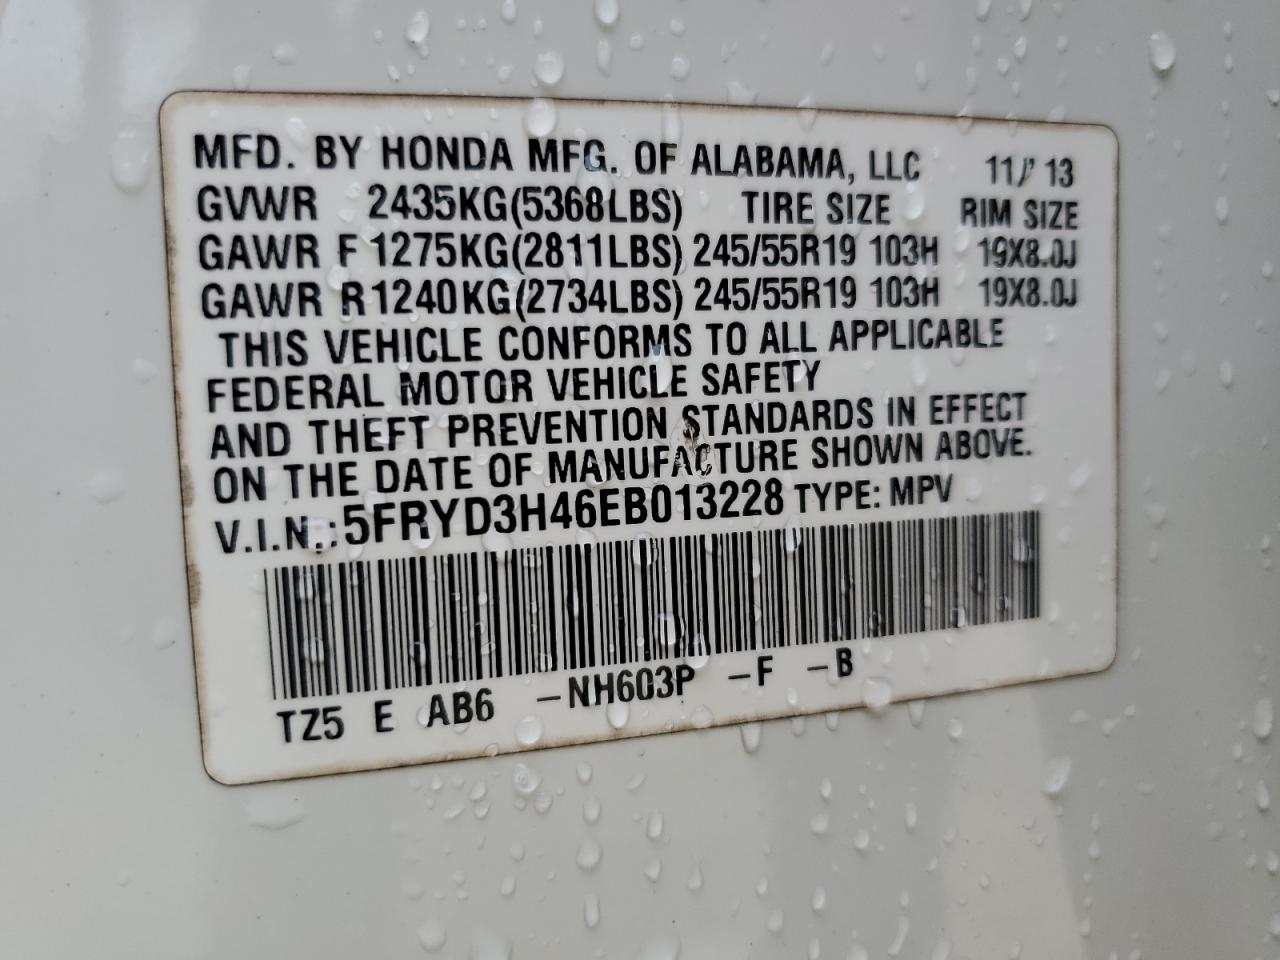 MFD. BY HONDA MFG. OF ALABAMA, LLC 11/' 13
GVWR 2435KG(5368LBS) TIRE SIZE RIM SIZE
GAWR F 1275KG(2811LBS) 245/55R19 103H 19X8.0J
GAWR R 1240KG(2734LBS) 245/55R19 103H 19X8.0J
THIS VEHICLE CONFORMS TO ALL APPLICABLE
FEDERAL MOTOR VEHICLE SAFETY
AND THEFT PREVENTION STANDARDS IN EFFECT
ON THE DATE OF MANUFACTURE SHOWN ABOVE.
V.I.N.: 5FRYD3H46EB013228 TYPE: MPV
TZ5 E AB6 -NH603P -F -B